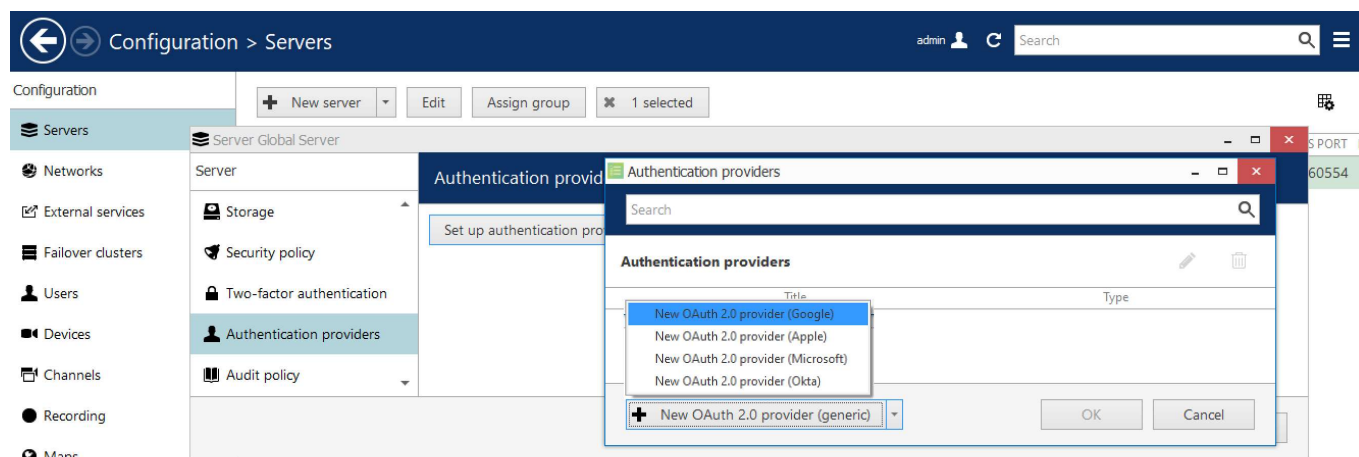 Configuration > Servers
admin
Search
Configuration
New server
Edit
Assign group
1 selected
Servers
Server Global Server
S PORT
Networks
Server
Authentication provid
Authentication providers
60554
External services
Storage
Search
Set up authentication pro
Failover clusters
Security policy
Authentication providers
Users
Two-factor authentication
Title
Type
New OAuth 2.0 provider (Google)
Devices
Authentication providers
New OAuth 2.0 provider (Apple)
New OAuth 2.0 provider (Microsoft)
Channels
Audit policy
New OAuth 2.0 provider (Okta)
Recording
New OAuth 2.0 provider (generic)
OK
Cancel
Maps